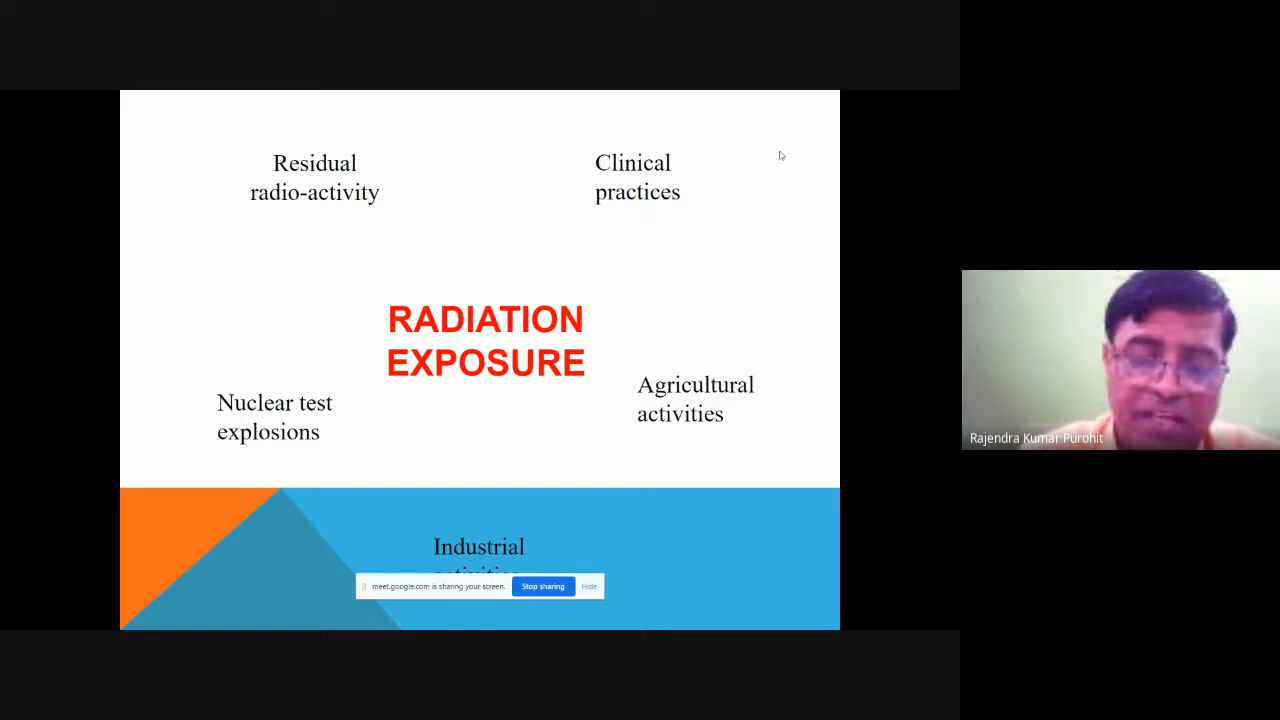 Residual
radio-activity
Clinical
practices
RADIATION
EXPOSURE
Nuclear test
explosions
Agricultural
activities
Industrial
meet.google.com is sharing your screen.
Stop sharing
Hide
Rajendra Kumar Purohit